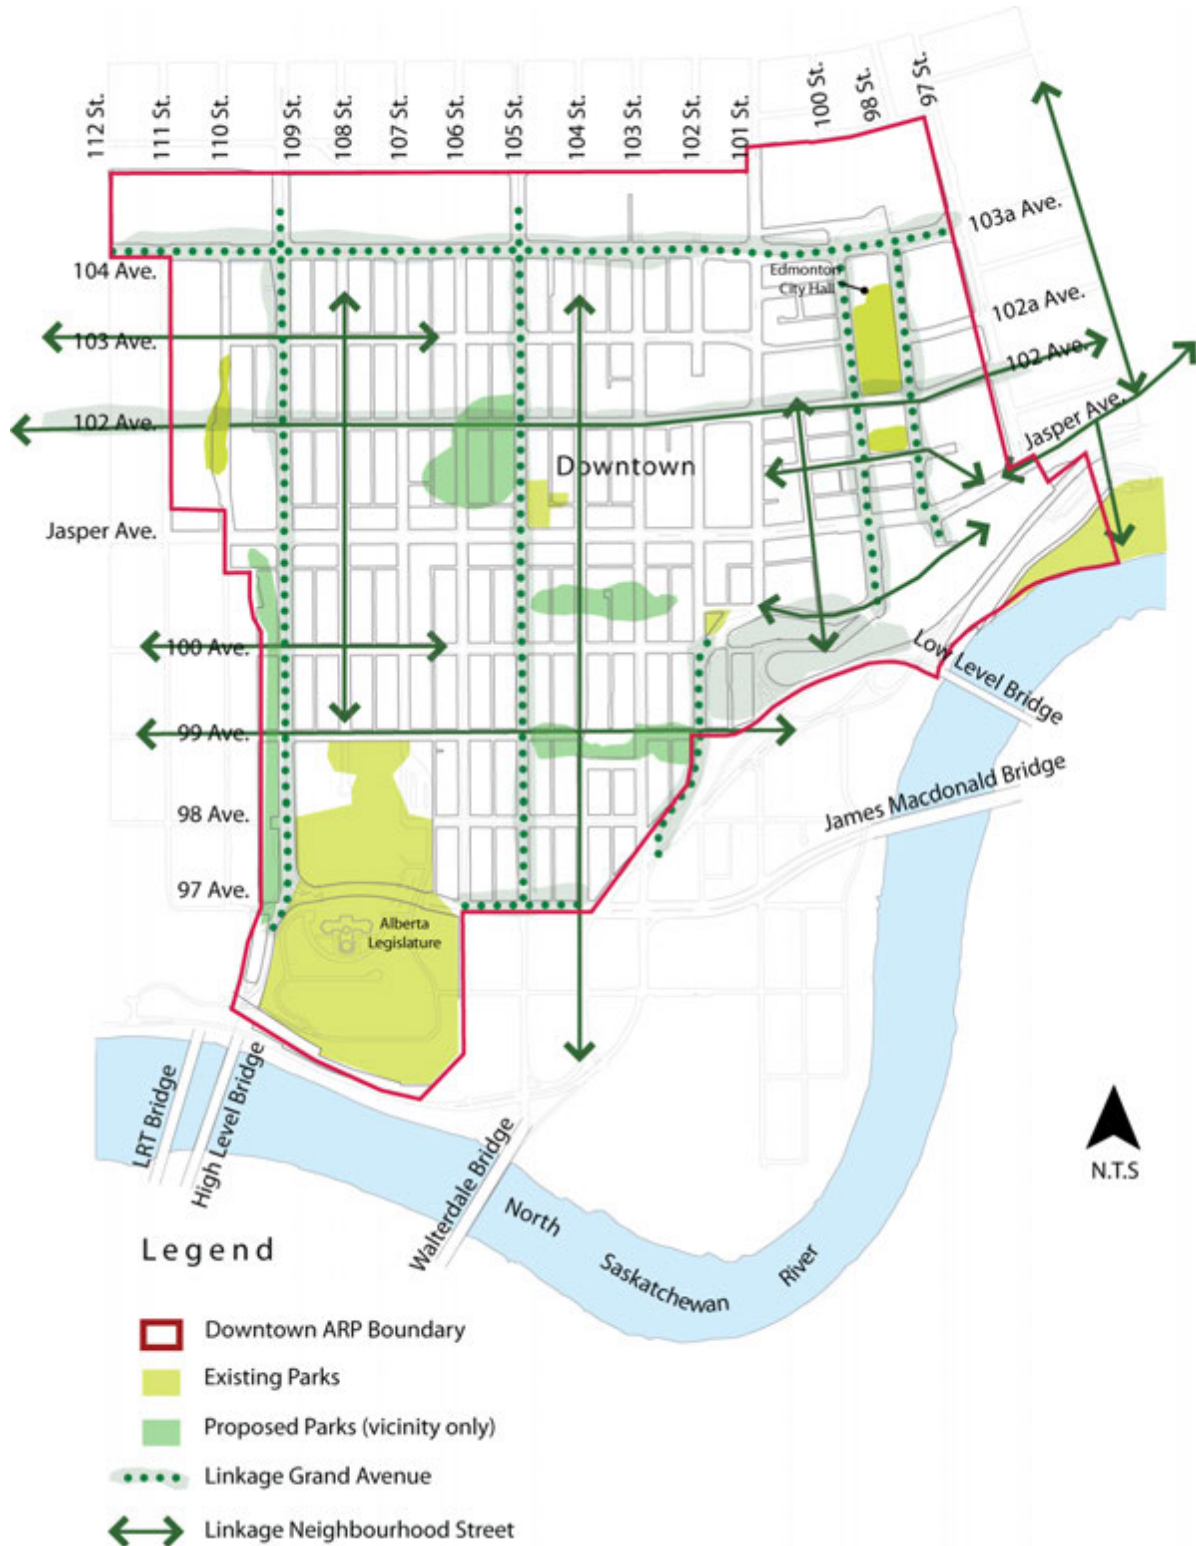 112 St.
111 St.
110 St.
109 St.
108 St.
107 St.
106 St.
105 St.
104 St.
103 St.
102 St.
101 St.
100 St.
98 St.
97 St.
103a Ave.
104 Ave.
Edmonton
City Hall
102a Ave.
103 Ave.
102 Ave.
102 Ave.
Jasper Ave.
Downtown
Jasper Ave.
100 Ave.
Low Level Bridge
99 Ave.
James Macdonald Bridge
98 Ave.
97 Ave.
Alberta
Legislature
LRT Bridge
High Level Bridge
Walterdale Bridge
N.T.S
North
Saskatchewan
River
Legend
Downtown ARP Boundary
Existing Parks
Proposed Parks (vicinity only)
Linkage Grand Avenue
Linkage Neighbourhood Street